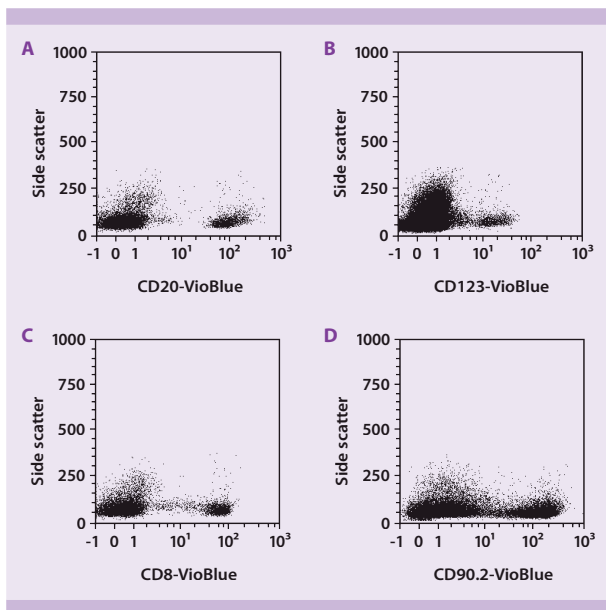 A
1000
750
500
250
0
Side scatter
-1 0 1 10¹ 10² 10³
CD20-VioBlue
B
1000
750
500
250
0
Side scatter
-1 0 1 10¹ 10² 10³
CD123-VioBlue
C
1000
750
500
250
0
Side scatter
-1 0 1 10¹ 10² 10³
CD8-VioBlue
D
1000
750
500
250
0
Side scatter
-1 0 1 10¹ 10² 10³
CD90.2-VioBlue